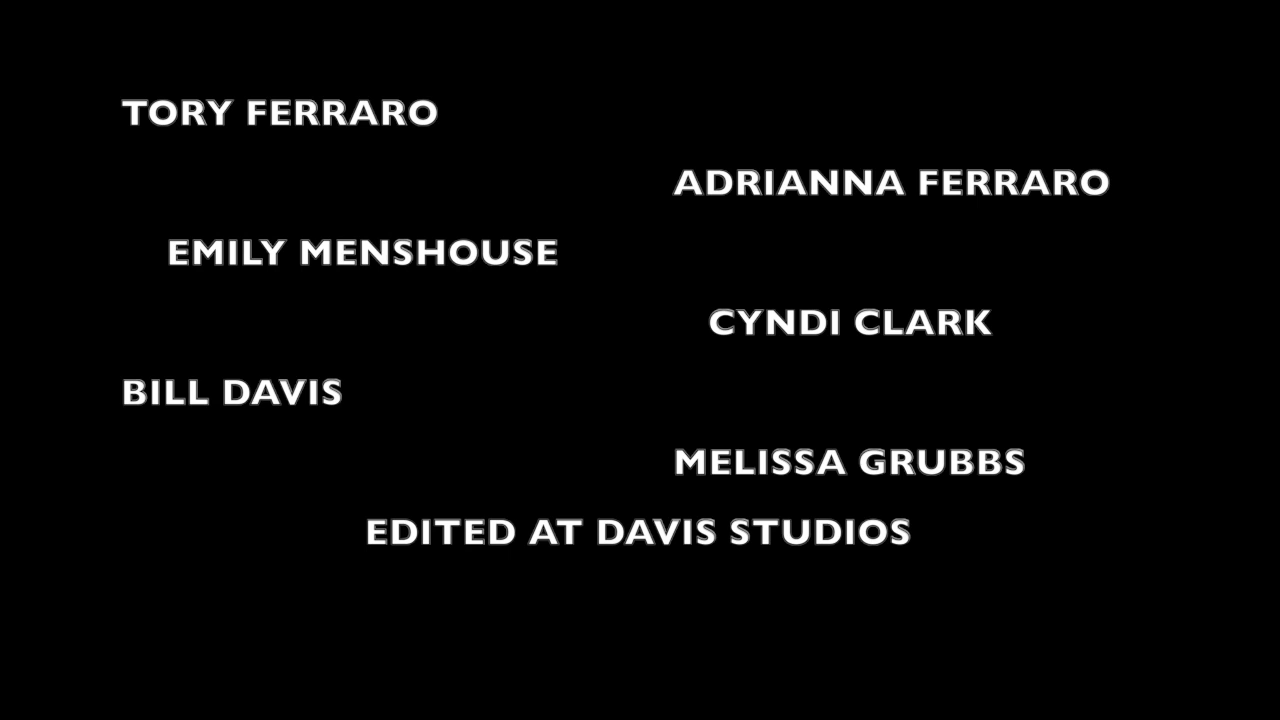 TORY FERRARO
ADRIANNA FERRARO
EMILY MENSHOUSE
CYNDI CLARK
BILL DAVIS
MELISSA GRUBBS
EDITED AT DAVIS STUDIOS